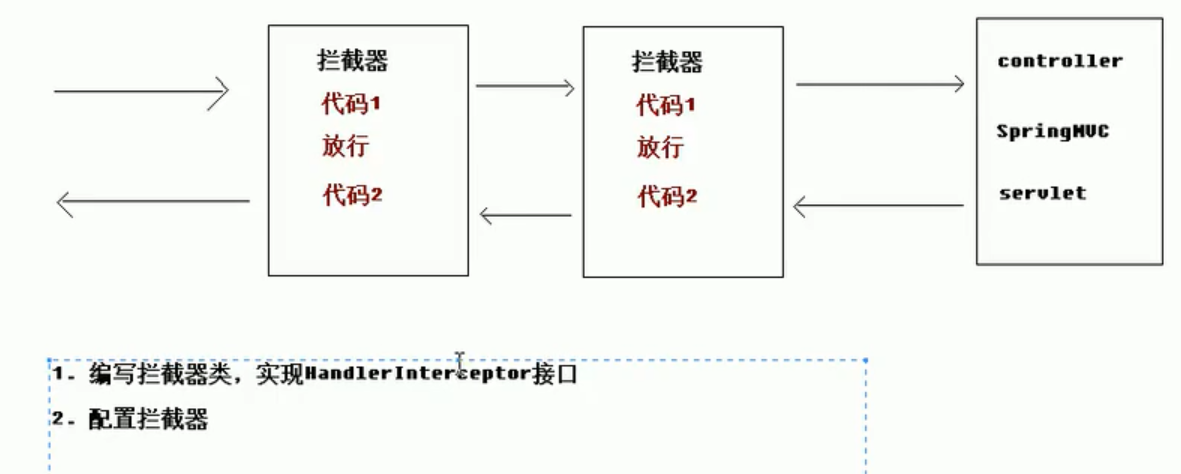 拦截器
代码1
放行
代码2
拦截器
代码1
放行
代码2
controller
SpringMVC
servlet
1. 编写拦截器类，实现HandlerInterceptor接口
2. 配置拦截器